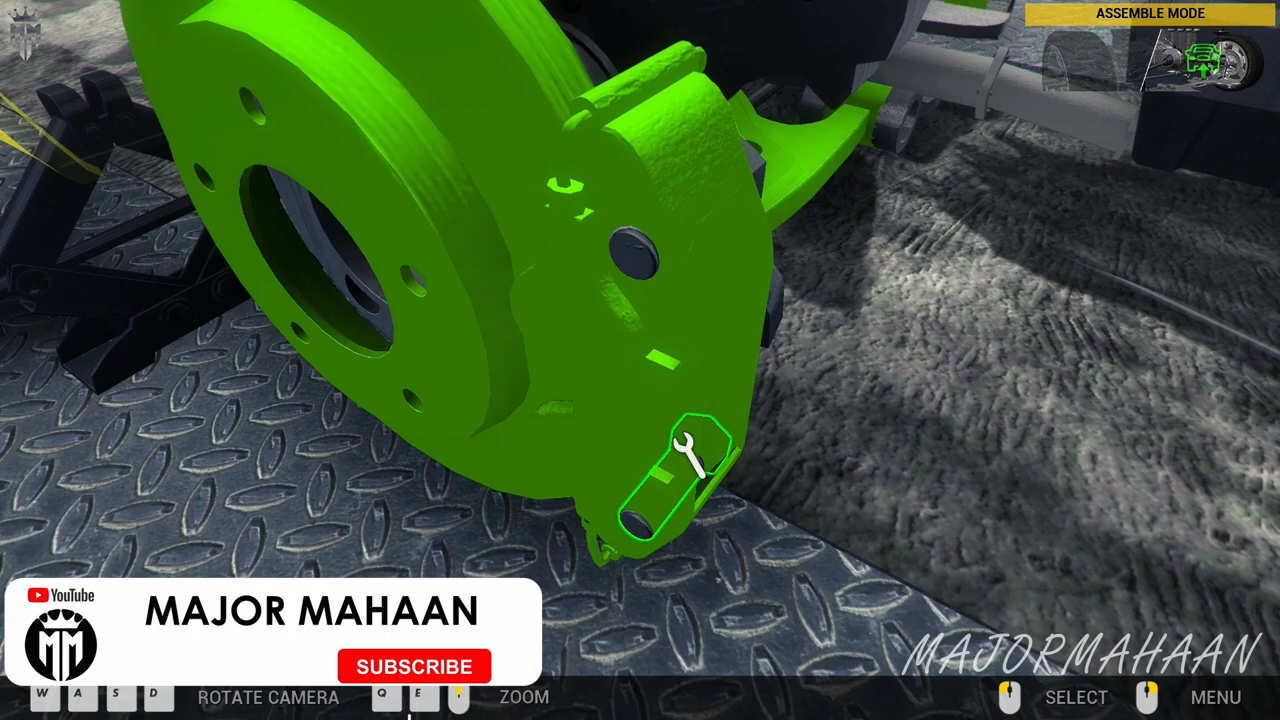 ASSEMBLE MODE
YouTube
MAJOR MAHAAN
SUBSCRIBE
MAJORMAHAAN
W A S D ROTATE CAMERA Q E ZOOM SELECT MENU